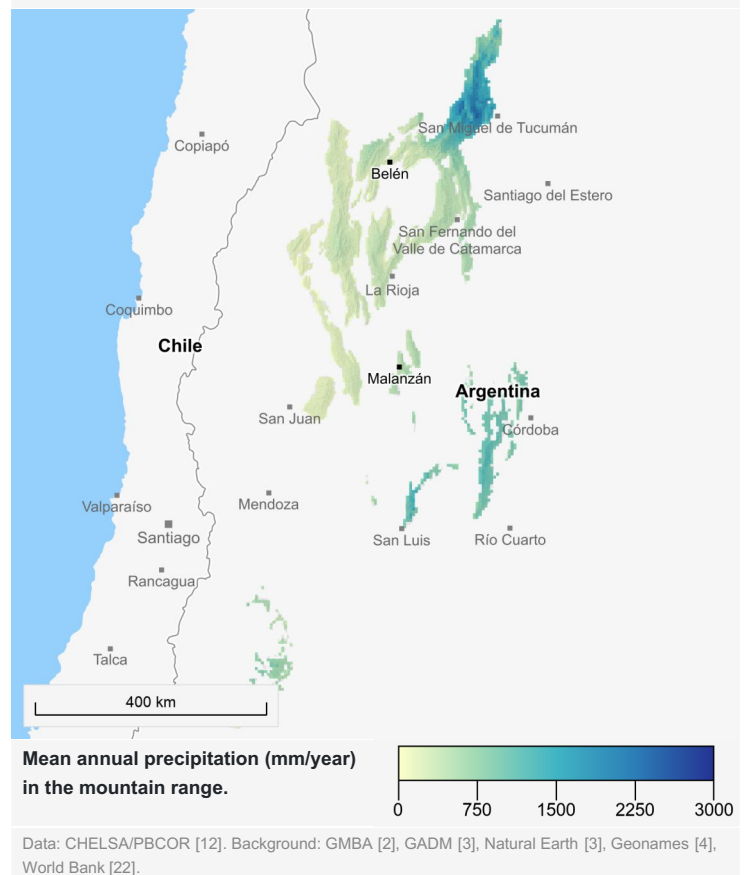 San Miguel de Tucumán
Copiapó
Belén
Santiago del Estero
San Fernando del
Valle de Catamarca
La Rioja
Coquimbo
Chile
Malanzán
Argentina
San Juan
Córdoba
Valparaíso
Mendoza
Santiago
San Luis
Río Cuarto
Rancagua
Talca
400 km
Mean annual precipitation (mm/year)
in the mountain range.
0 750 1500 2250 3000
Data: CHELSA/PBCOR [12]. Background: GMBA [2], GADM [3], Natural Earth [3], Geonames [4],
World Bank [22].